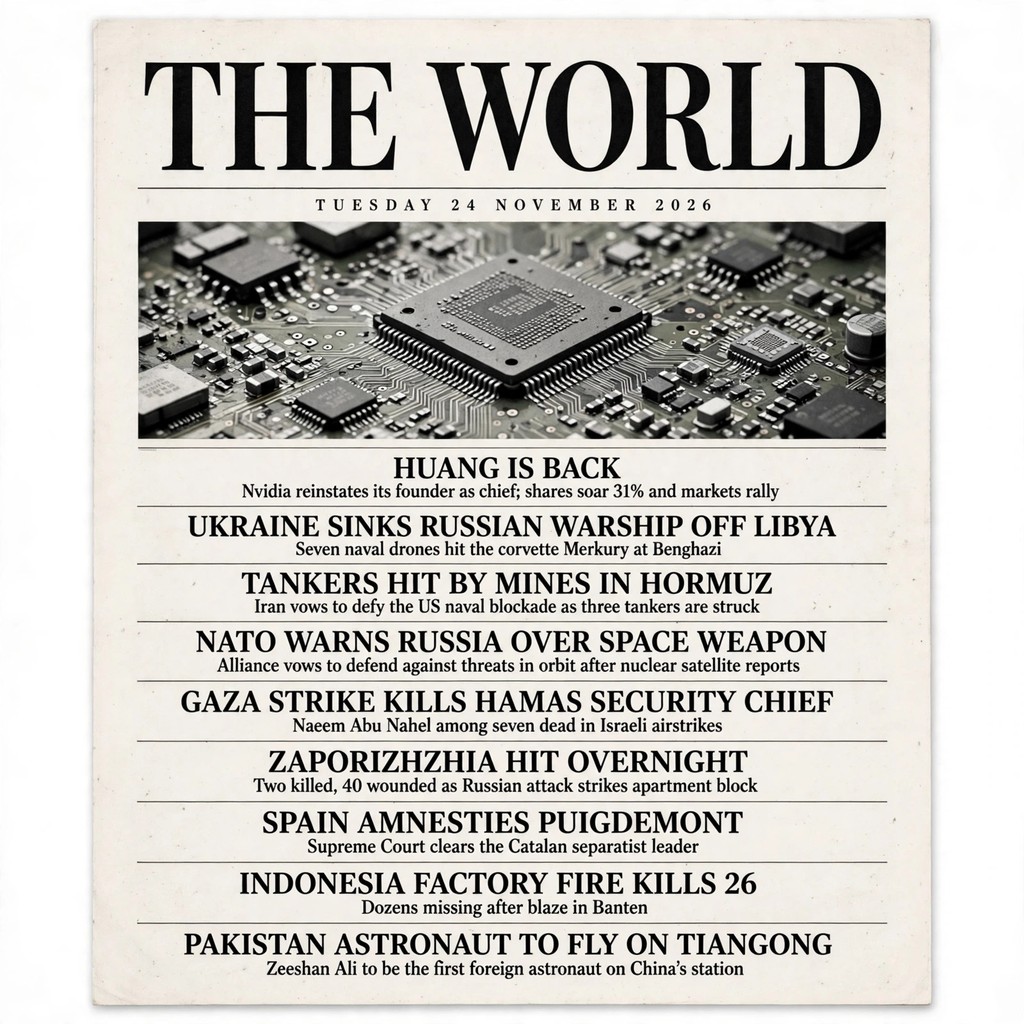 THE WORLD
TUESDAY 24 NOVEMBER 2026
HUANG IS BACK
Nvidia reinstates its founder as chief; shares soar 31% and markets rally
UKRAINE SINKS RUSSIAN WARSHIP OFF LIBYA
Seven naval drones hit the corvette Merkury at Benghazi
TANKERS HIT BY MINES IN HORMUZ
Iran vows to defy the US naval blockade as three tankers are struck
NATO WARNS RUSSIA OVER SPACE WEAPON
Alliance vows to defend against threats in orbit after nuclear satellite reports
GAZA STRIKE KILLS HAMAS SECURITY CHIEF
Naeem Abu Nahel among seven dead in Israeli airstrikes
ZAPORIZHZHIA HIT OVERNIGHT
Two killed, 40 wounded as Russian attack strikes apartment block
SPAIN AMNESTIES PUIGDEMONT
Supreme Court clears the Catalan separatist leader
INDONESIA FACTORY FIRE KILLS 26
Dozens missing after blaze in Banten
PAKISTAN ASTRONAUT TO FLY ON TIANGONG
Zeeshan Ali to be the first foreign astronaut on China's station